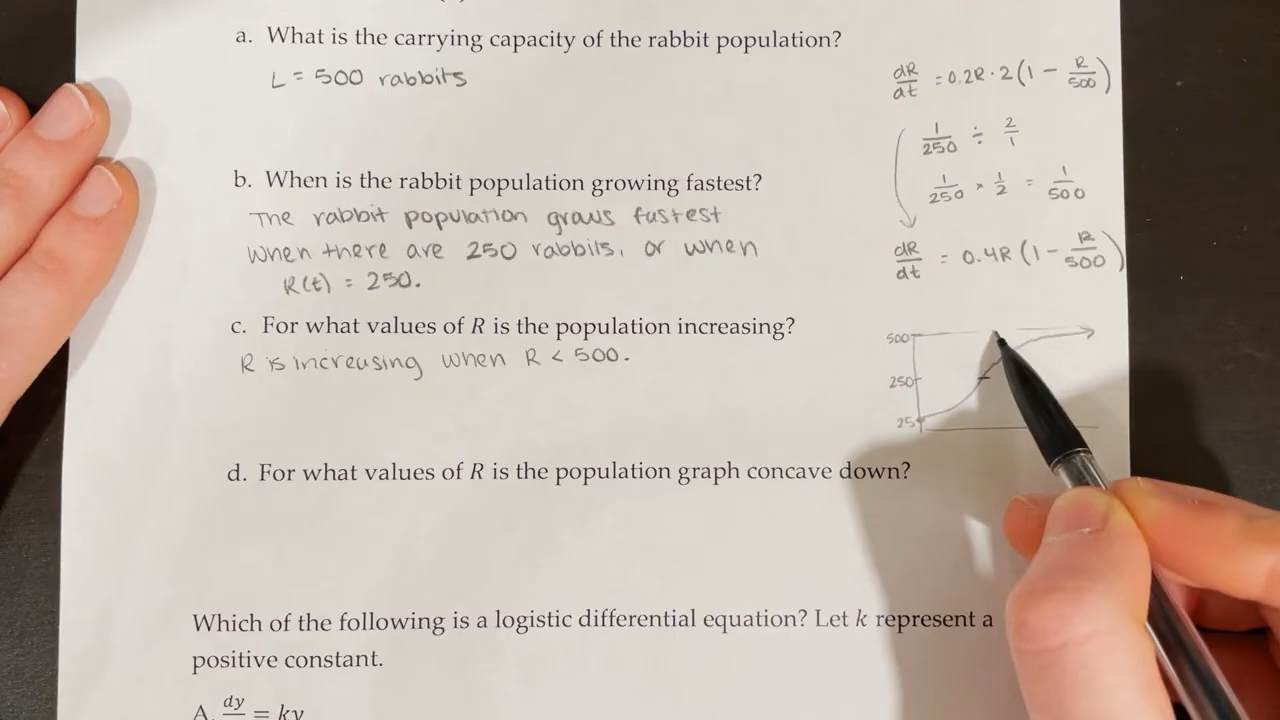 a. What is the carrying capacity of the rabbit population?
L = 500 rabbits
b. When is the rabbit population growing fastest?
The rabbit population grows fastest
when there are 250 rabbits, or when
R(t) = 250.
c. For what values of R is the population increasing?
R is increasing when R < 500.
d. For what values of R is the population graph concave down?
Which of the following is a logistic differential equation? Let k represent a
positive constant.
A. dy = ky
dR/dt = 0.2R · 2(1 − R/500)
1/250 ÷ 2/1
1/250 × 1/2 = 1/500
dR/dt = 0.4R(1 − R/500)
500
250
25